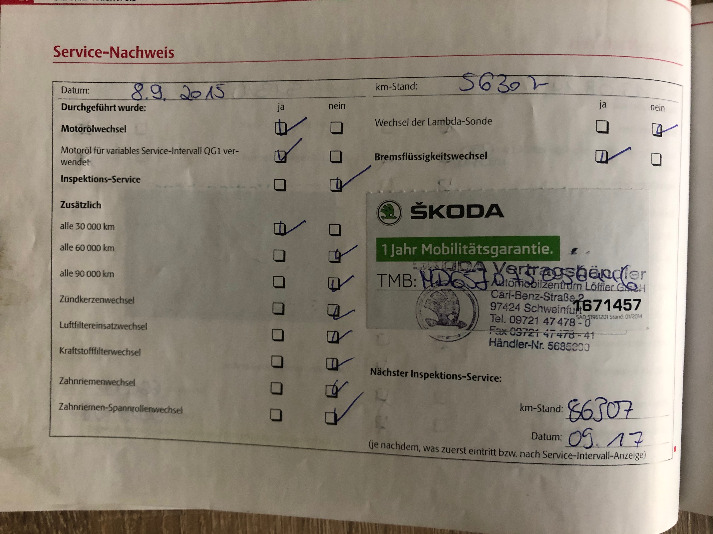 Service-Nachweis
Datum: 8.9. 2015
km-Stand: 56307
Durchgeführt wurde: ja nein
ja nein
Motorölwechsel
Wechsel der Lambda-Sonde
Motoröl für variables Service-Intervall QG1 ver-
wendet
Bremsflüssigkeitswechsel
Inspektions-Service
Zusätzlich
alle 30 000 km
alle 60 000 km
alle 90 000 km
Zündkerzenwechsel
Luftfiltereinsatzwechsel
Kraftstofffilterwechsel
Zahnriemenwechsel
Zahnriemen-Spannrollenwechsel
ŠKODA
1 Jahr Mobilitätsgarantie.
TMB:
Vertragshändler
Automobilzentrum Löffler GmbH
Carl-Benz-Straße 2
1671457
97424 Schweinfurt
Tel. 09721 47 478 - 0
Fax 09721 47 478 - 41
Händler-Nr.
Nächster Inspektions-Service:
km-Stand: 86307
Datum: 09.17
(je nachdem, was zuerst eintritt bzw. nach Service-Intervall-Anzeige)